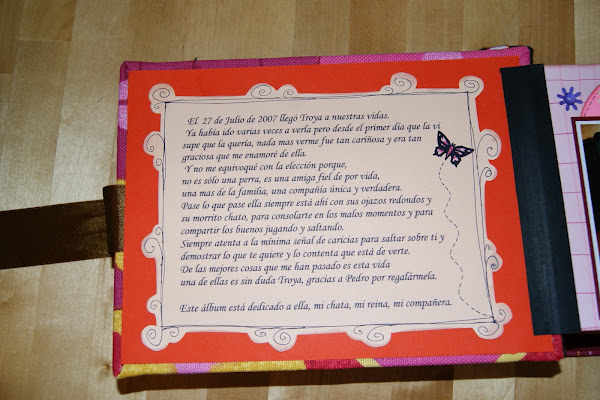 El 27 de Julio de 2007 llegó Troya a nuestras vidas.
Ya había ido varias veces a verla pero desde el primer día que la vi
supe que la quería, nada mas verme fue tan cariñosa y era tan
graciosa que me enamoré de ella.
Y no me equivoqué con la elección porque,
no es sólo una perra, es una amiga fiel de por vida,
una mas de la familia, una compañía única y verdadera.
Pase lo que pase ella siempre está ahí con sus ojazos redondos y
su morrito chato, para consolarte en los malos momentos y para
compartir los buenos jugando y saltando.
Siempre atenta a la mínima señal de caricias para saltar sobre ti y
demostrar lo que te quiere y lo contenta que está de verte.
De las mejores cosas que me han pasado es esta vida
una de ellas es sin duda Troya, gracias a Pedro por regalármela.
Este álbum está dedicado a ella, mi chata, mi reina, mi compañera.